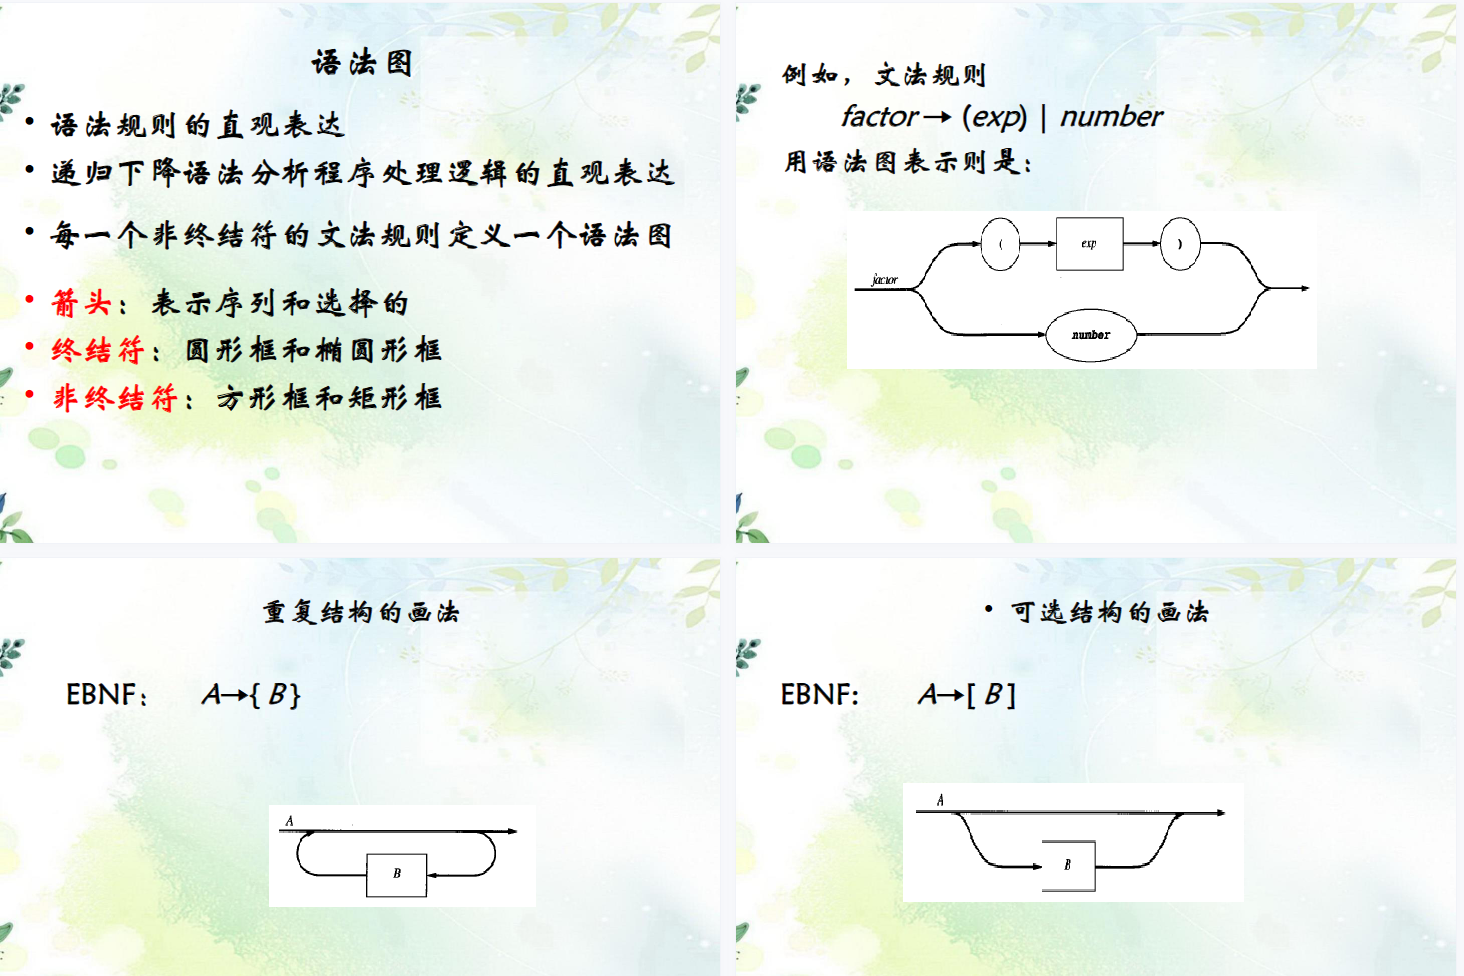 语法图
• 语法规则的直观表达
• 递归下降语法分析程序处理逻辑的直观表达
• 每一个非终结符的文法规则定义一个语法图
• 箭头：表示序列和选择的
• 终结符：圆形框和椭圆形框
• 非终结符：方形框和矩形框
例如，文法规则
factor → (exp) | number
用语法图表示则是：
factor
(
exp
)
number
重复结构的画法
EBNF： A→{ B }
A
B
• 可选结构的画法
EBNF: A→[ B ]
A
B